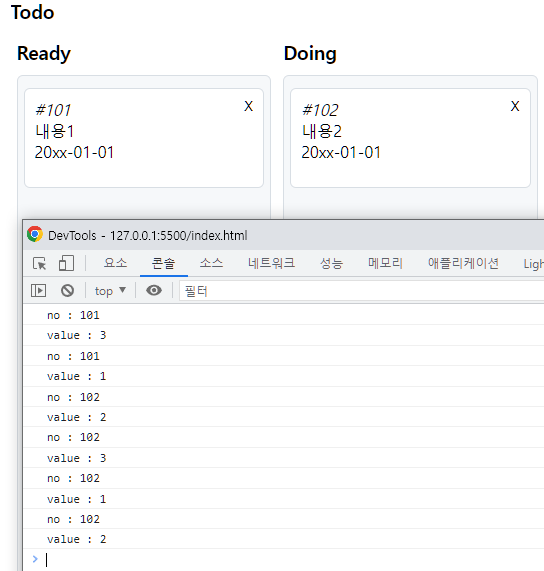 Todo
Ready
Doing
#101
X
내용1
20xx-01-01
#102
X
내용2
20xx-01-01
DevTools - 127.0.0.1:5500/index.html
요소
콘솔
소스
네트워크
성능
메모리
애플리케이션
Ligh
top
필터
no : 101
value : 3
no : 101
value : 1
no : 102
value : 2
no : 102
value : 3
no : 102
value : 1
no : 102
value : 2